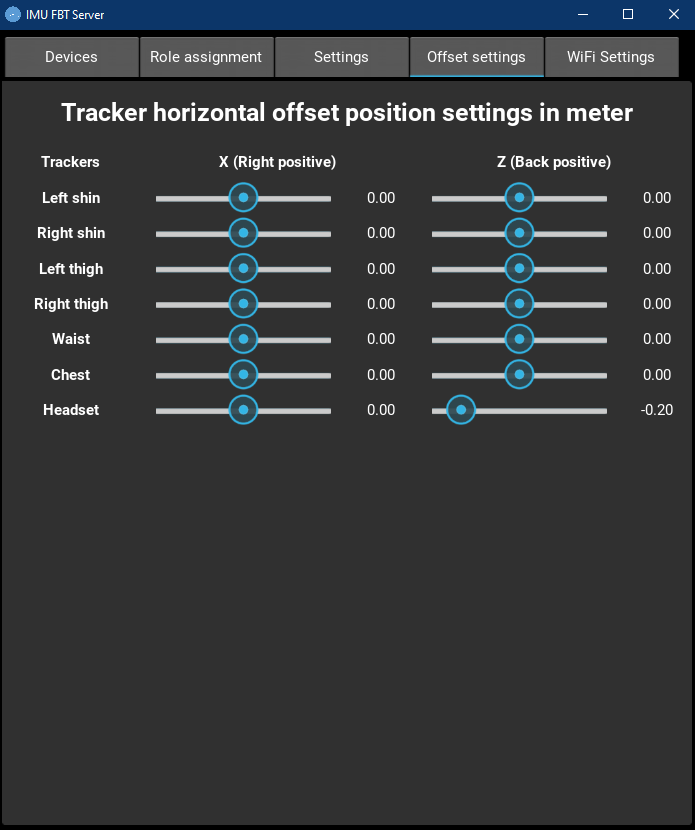 IMU FBT Server
Devices Role assignment Settings Offset settings WiFi Settings
Tracker horizontal offset position settings in meter
Trackers X (Right positive) Z (Back positive)
Left shin 0.00 0.00
Right shin 0.00 0.00
Left thigh 0.00 0.00
Right thigh 0.00 0.00
Waist 0.00 0.00
Chest 0.00 0.00
Headset 0.00 -0.20